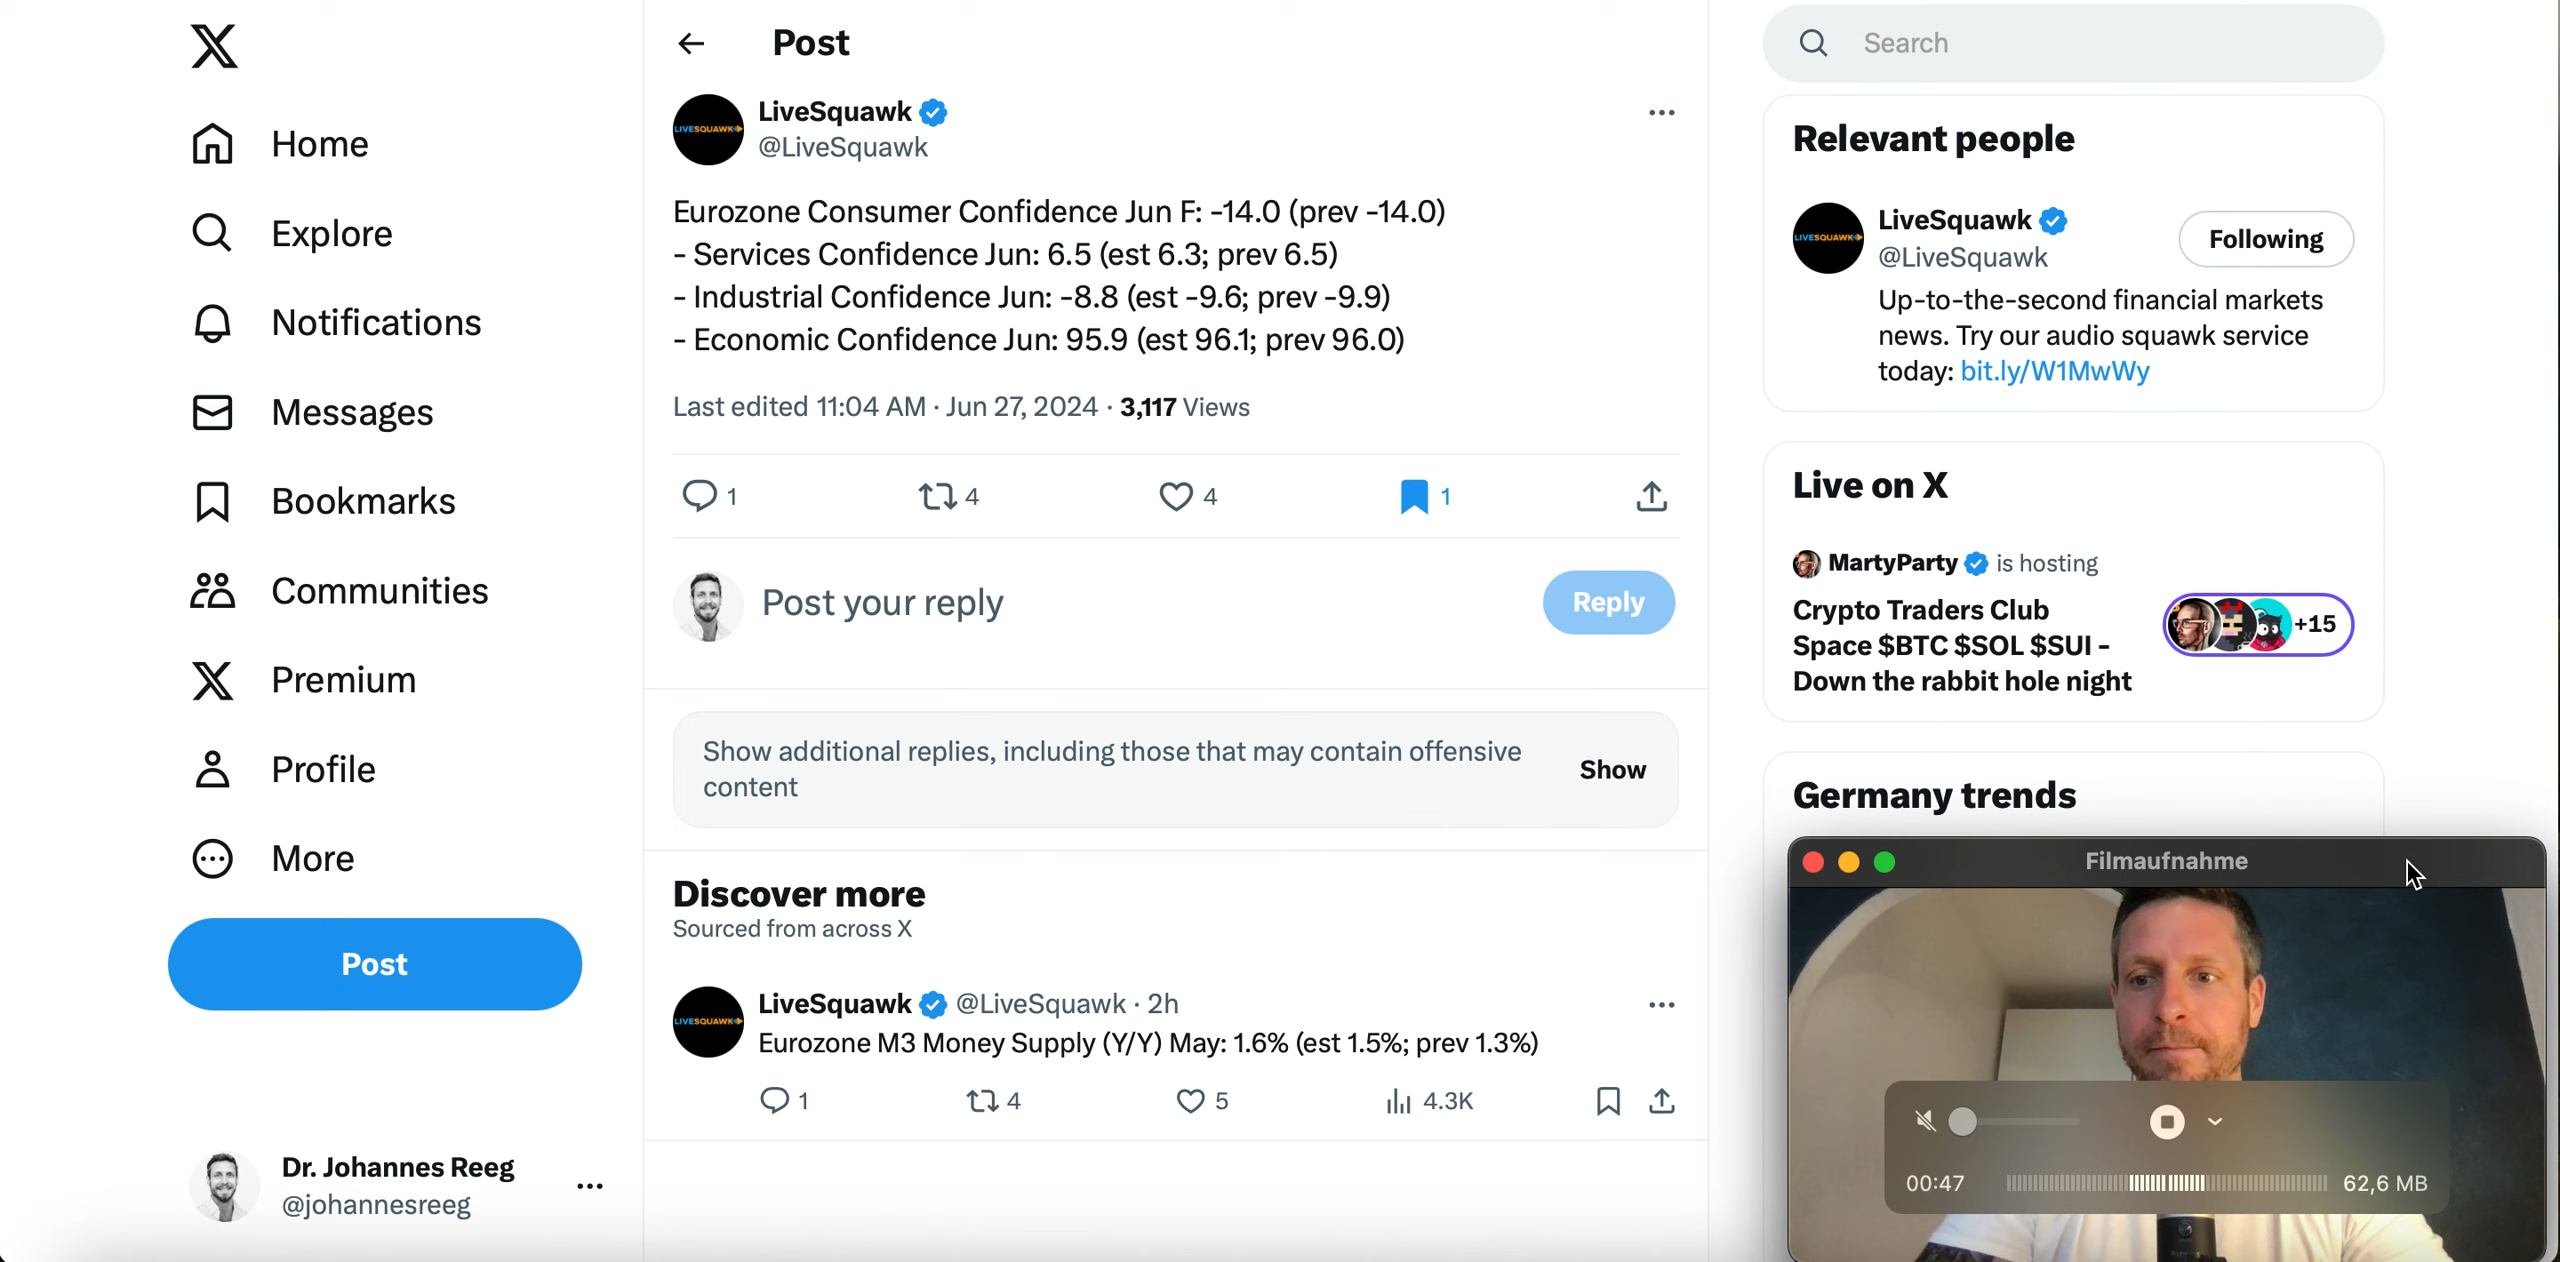 Home
Explore
Notifications
Messages
Bookmarks
Communities
Premium
Profile
More
Post
Dr. Johannes Reeg
@johannesreeg
Post
LIVESQUAWK
LiveSquawk
@LiveSquawk
Eurozone Consumer Confidence Jun F: -14.0 (prev -14.0)
- Services Confidence Jun: 6.5 (est 6.3; prev 6.5)
- Industrial Confidence Jun: -8.8 (est -9.6; prev -9.9)
- Economic Confidence Jun: 95.9 (est 96.1; prev 96.0)
Last edited 11:04 AM · Jun 27, 2024 · 3,117 Views
1 4 4 1
Post your reply
Reply
Show additional replies, including those that may contain offensive
content
Show
Discover more
Sourced from across X
LIVESQUAWK
LiveSquawk @LiveSquawk · 2h
Eurozone M3 Money Supply (Y/Y) May: 1.6% (est 1.5%; prev 1.3%)
1 4 5 4.3K
Search
Relevant people
LIVESQUAWK
LiveSquawk
@LiveSquawk
Following
Up-to-the-second financial markets
news. Try our audio squawk service
today: bit.ly/W1MwWy
Live on X
MartyParty is hosting
Crypto Traders Club
Space $BTC $SOL $SUI -
Down the rabbit hole night
+15
Germany trends
Filmaufnahme
00:47
62,6 MB